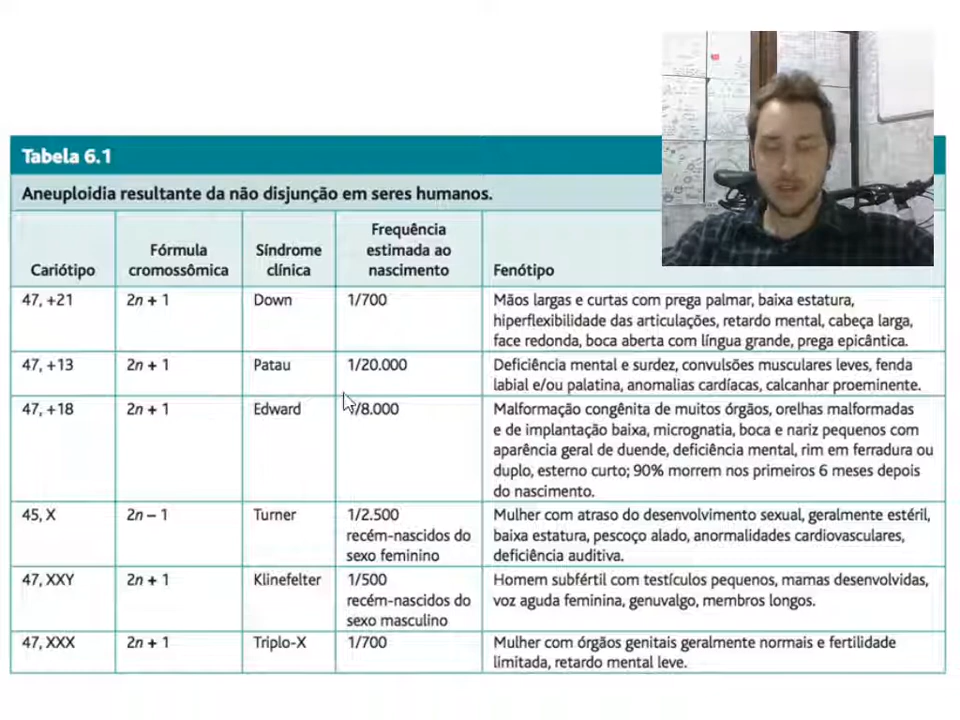 Tabela 6.1
Aneuploidia resultante da não disjunção em seres humanos.
Cariótipo
Fórmula
cromossômica
Síndrome
clínica
Frequência
estimada ao
nascimento
Fenótipo
47, +21
2n + 1
Down
1/700
Mãos largas e curtas com prega palmar, baixa estatura,
hiperflexibilidade das articulações, retardo mental, cabeça larga,
face redonda, boca aberta com língua grande, prega epicântica.
47, +13
2n + 1
Patau
1/20.000
Deficiência mental e surdez, convulsões musculares leves, fenda
labial e/ou palatina, anomalias cardíacas, calcanhar proeminente.
47, +18
2n + 1
Edward
1/8.000
Malformação congênita de muitos órgãos, orelhas malformadas
e de implantação baixa, micrognatia, boca e nariz pequenos com
aparência geral de duende, deficiência mental, rim em ferradura ou
duplo, esterno curto; 90% morrem nos primeiros 6 meses depois
do nascimento.
45, X
2n – 1
Turner
1/2.500
recém-nascidos do
sexo feminino
Mulher com atraso do desenvolvimento sexual, geralmente estéril,
baixa estatura, pescoço alado, anormalidades cardiovasculares,
deficiência auditiva.
47, XXY
2n + 1
Klinefelter
1/500
recém-nascidos do
sexo masculino
Homem subfértil com testículos pequenos, mamas desenvolvidas,
voz aguda feminina, genuvalgo, membros longos.
47, XXX
2n + 1
Triplo-X
1/700
Mulher com órgãos genitais geralmente normais e fertilidade
limitada, retardo mental leve.